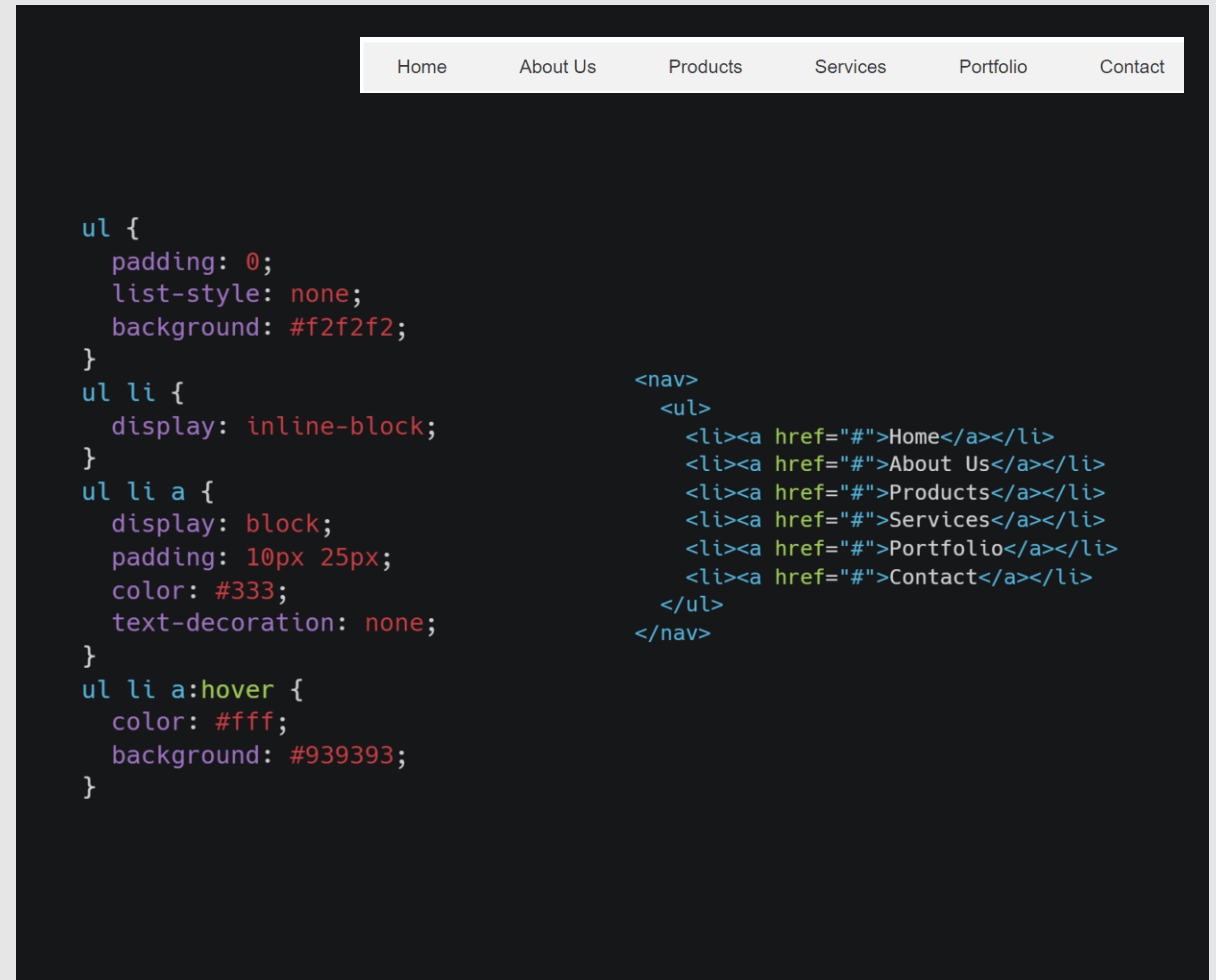 Home About Us Products Services Portfolio Contact
ul {
  padding: 0;
  list-style: none;
  background: #f2f2f2;
}
ul li {
  display: inline-block;
}
ul li a {
  display: block;
  padding: 10px 25px;
  color: #333;
  text-decoration: none;
}
ul li a:hover {
  color: #fff;
  background: #939393;
}
<nav>
  <ul>
    <li><a href="#">Home</a></li>
    <li><a href="#">About Us</a></li>
    <li><a href="#">Products</a></li>
    <li><a href="#">Services</a></li>
    <li><a href="#">Portfolio</a></li>
    <li><a href="#">Contact</a></li>
  </ul>
</nav>